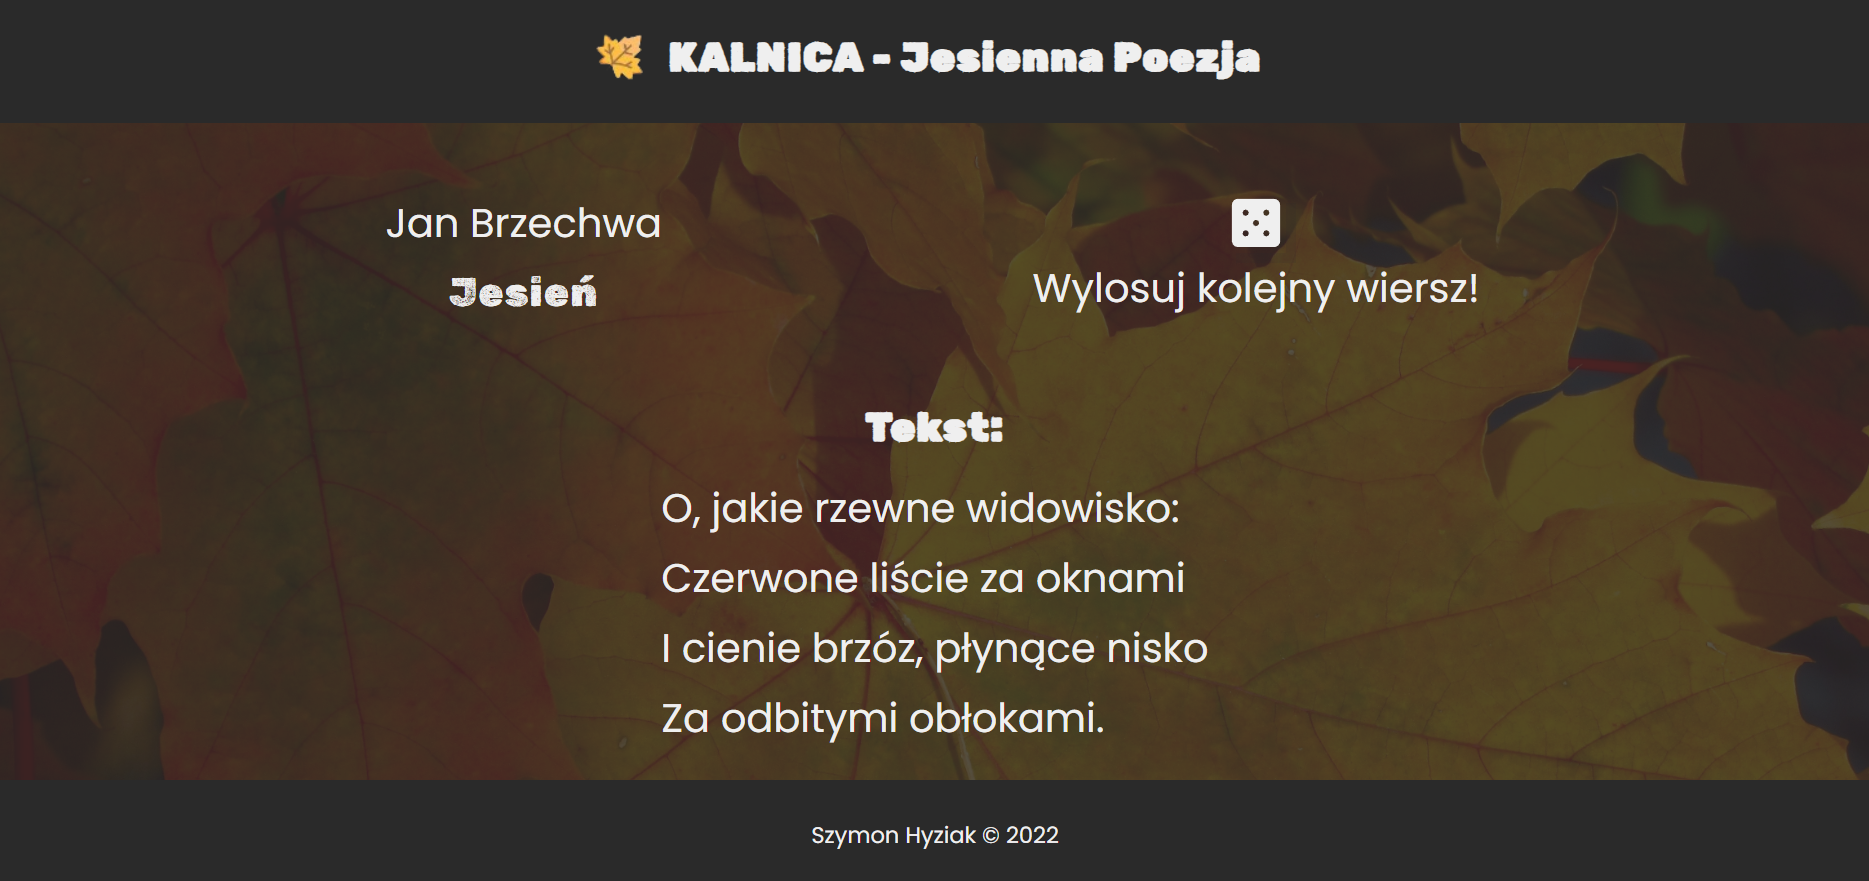 KALNICA - Jesienna Poezja
Jan Brzechwa
Jesień
Wylosuj kolejny wiersz!
Tekst:
O, jakie rzewne widowisko:
Czerwone liście za oknami
I cienie brzóz, płynące nisko
Za odbitymi obłokami.
Szymon Hyziak © 2022